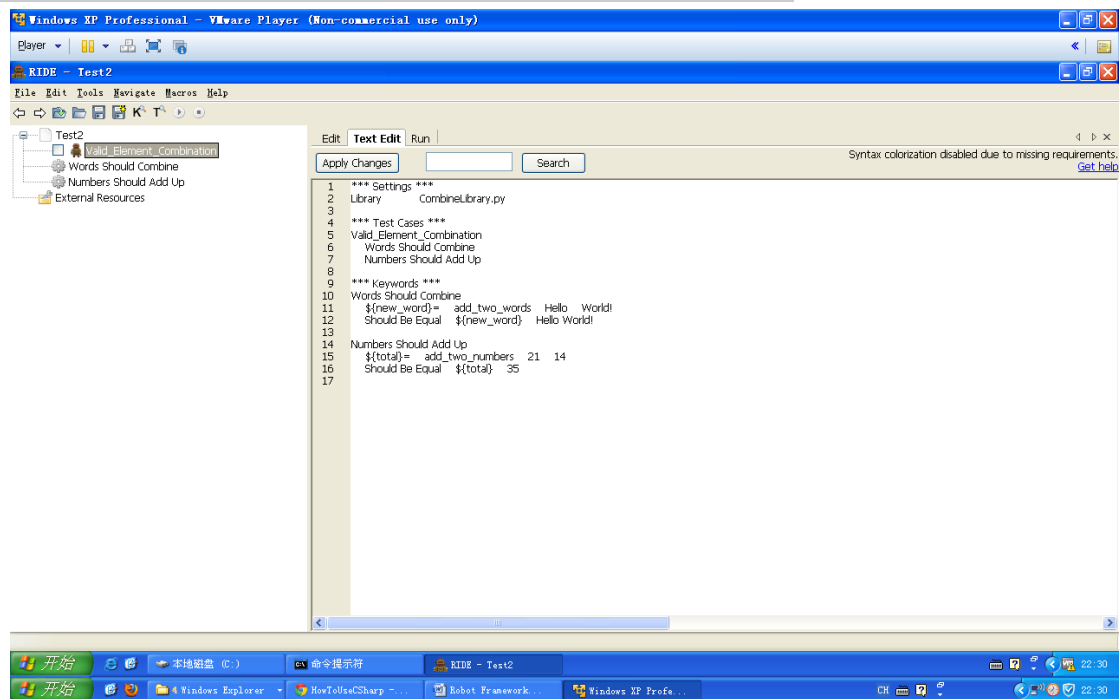 Windows XP Professional - VMware Player (Non-commercial use only)
Player
RIDE - Test2
File Edit Tools Navigate Macros Help
Test2
Valid_Element_Combination
Words Should Combine
Numbers Should Add Up
External Resources
Edit Text Edit Run
Apply Changes Search
Syntax colorization disabled due to missing requirements.
Get help
1 *** Settings ***
2 Library CombineLibrary.py
3
4 *** Test Cases ***
5 Valid_Element_Combination
6 Words Should Combine
7 Numbers Should Add Up
8
9 *** Keywords ***
10 Words Should Combine
11 ${new_word}= add_two_words Hello World!
12 Should Be Equal ${new_word} Hello World!
13
14 Numbers Should Add Up
15 ${total}= add_two_numbers 21 14
16 Should Be Equal ${total} 35
17
开始 本地磁盘 (C:) 命令提示符 RIDE - Test2 22:30
开始 4 Windows Explorer HowToUseCSharp -... Robot Framework... Windows XP Profe... CH 22:30